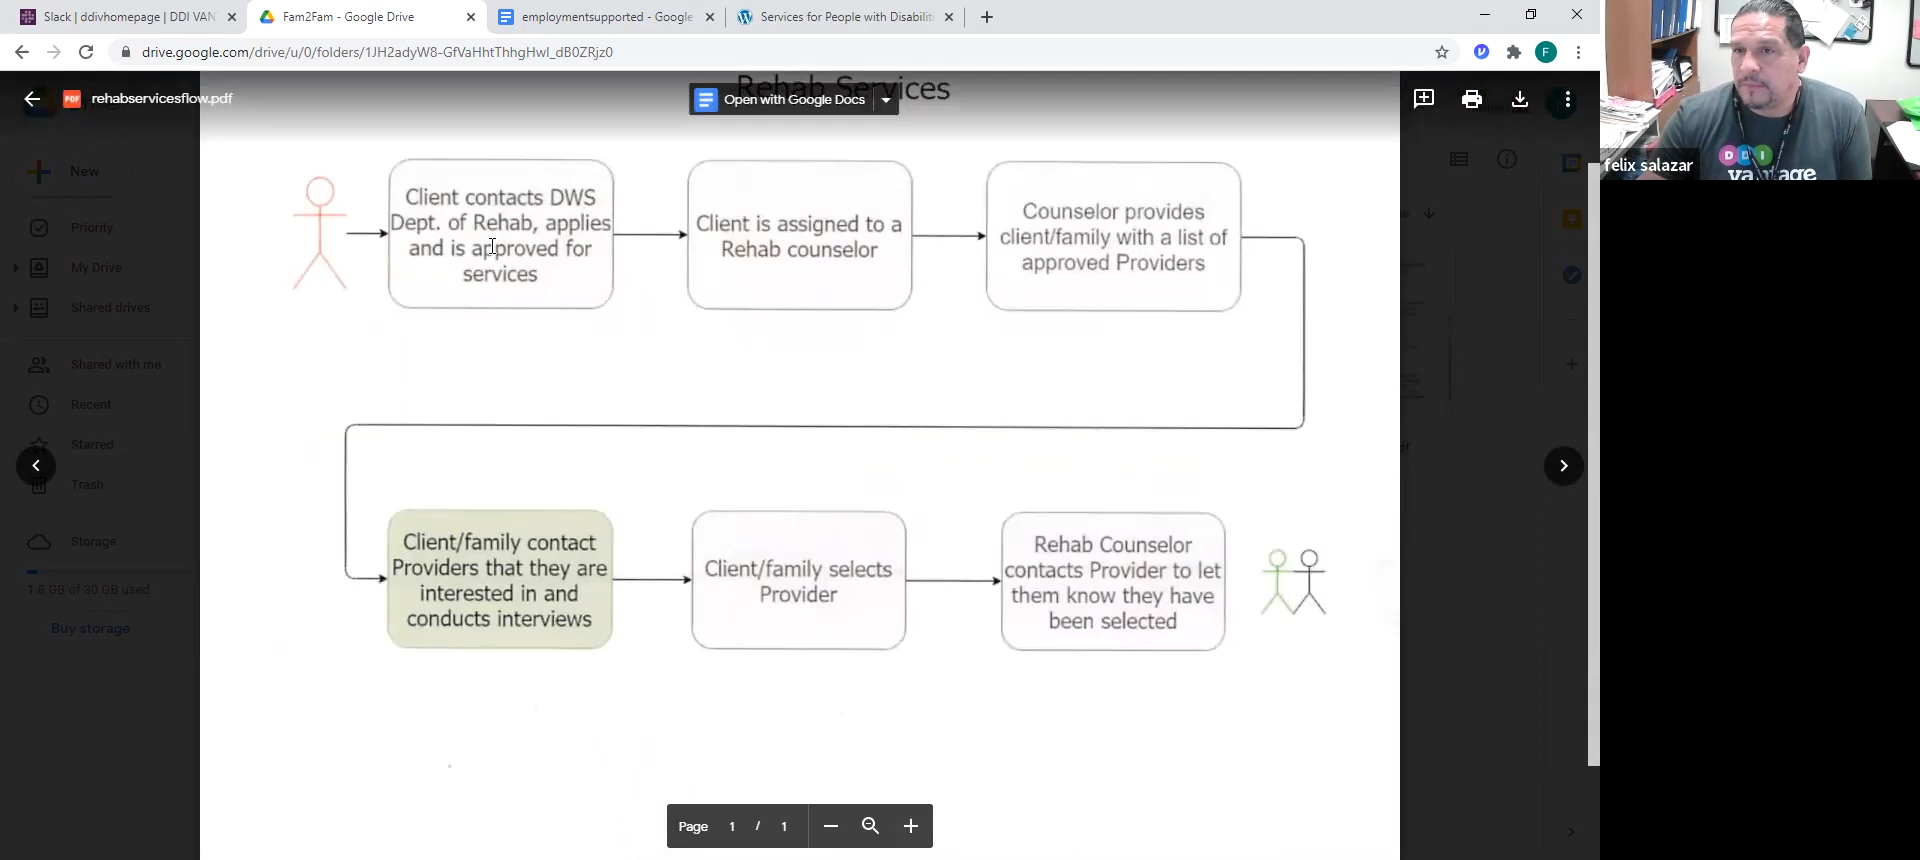 Slack | ddivhomepage | DDI VAN
Fam2Fam - Google Drive
employmentsupported - Google
Services for People with Disabiliti
drive.google.com/drive/u/0/folders/1JH2adyW8-GfVaHhtThhgHwI_dB0ZRjz0
F
PDF
rehabservicesflow.pdf
Rehab Services
Open with Google Docs
New
Priority
My Drive
Shared drives
Shared with me
Recent
Starred
Trash
Storage
1.8 GB of 30 GB used
Buy storage
Client contacts DWS
Dept. of Rehab, applies
and is approved for
services
Client is assigned to a
Rehab counselor
Counselor provides
client/family with a list of
approved Providers
Client/family contact
Providers that they are
interested in and
conducts interviews
Client/family selects
Provider
Rehab Counselor
contacts Provider to let
them know they have
been selected
Page 1 / 1
felix salazar
DDI
vantage